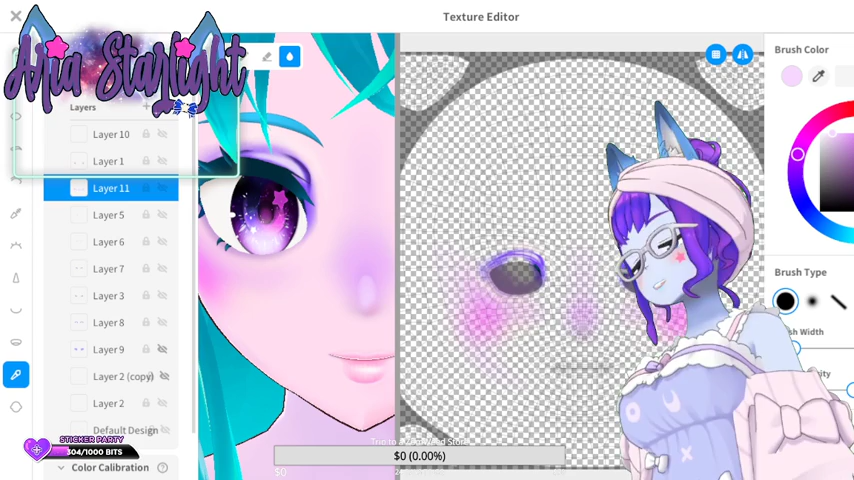 Texture Editor
Aria Starlight
Brush Color
Layers
Layer 10
Layer 1
Layer 11
Layer 5
Layer 6
Layer 7
Layer 3
Layer 8
Layer 9
Layer 2 (copy)
Layer 2
Default Design
Color Calibration
Brush Type
Width
STICKER PARTY
304/1000 BITS
$0 (0.00%)
$0